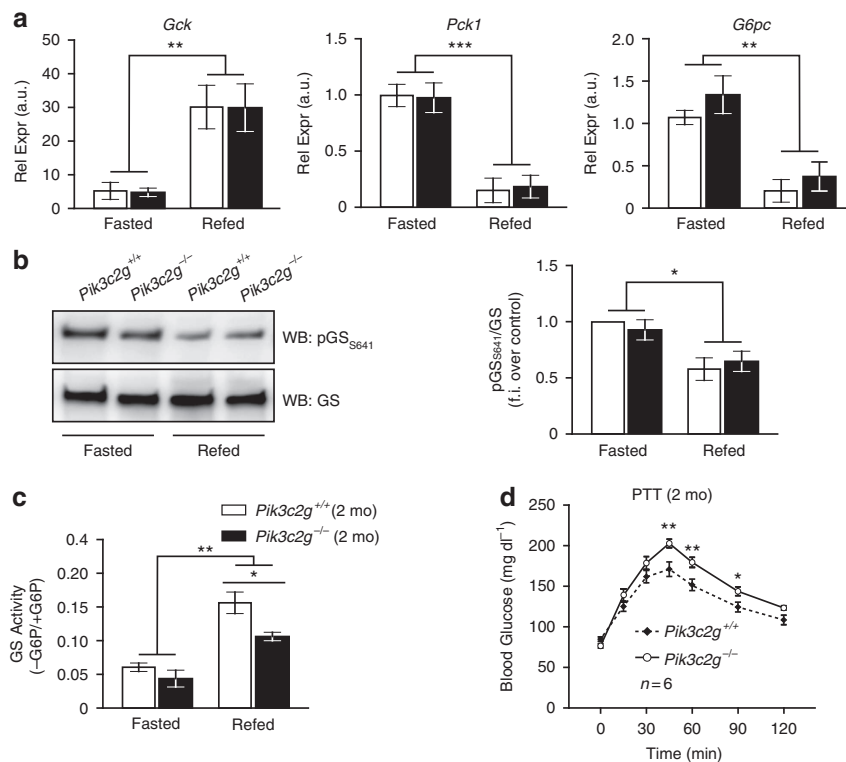 a
Gck
Pck1
G6pc
Rel Expr (a.u.)
50
40
30
20
10
0
**
Fasted
Refed
Rel Expr (a.u.)
1.5
1.0
0.5
0
***
Fasted
Refed
Rel Expr (a.u.)
2.0
1.5
1.0
0.5
0
**
Fasted
Refed
b
Pik3c2g+/+
Pik3c2g−/−
Pik3c2g+/+
Pik3c2g−/−
WB: pGSS641
WB: GS
Fasted
Refed
pGSS641/GS
(f.i. over control)
1.5
1.0
0.5
0
*
Fasted
Refed
c
Pik3c2g+/+ (2 mo)
Pik3c2g−/− (2 mo)
GS Activity
(−G6P/+G6P)
0.4
0.20
0.15
0.10
0.05
0
**
*
Fasted
Refed
d
PTT (2 mo)
Blood Glucose (mg dl−1)
250
200
150
100
50
0
**
**
*
Pik3c2g+/+
Pik3c2g−/−
n=6
0
30
60
90
120
Time (min)